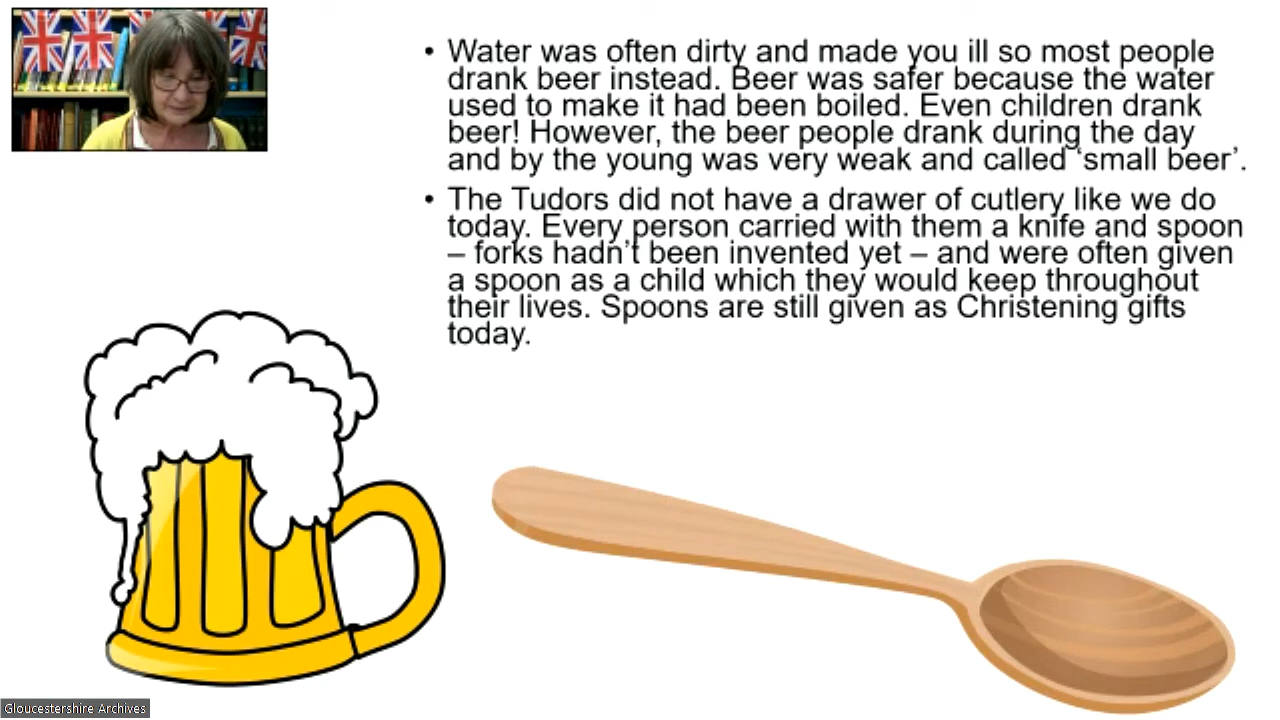 • Water was often dirty and made you ill so most people
drank beer instead. Beer was safer because the water
used to make it had been boiled. Even children drank
beer! However, the beer people drank during the day
and by the young was very weak and called ‘small beer’.
• The Tudors did not have a drawer of cutlery like we do
today. Every person carried with them a knife and spoon
– forks hadn’t been invented yet – and were often given
a spoon as a child which they would keep throughout
their lives. Spoons are still given as Christening gifts
today.
Gloucestershire Archives